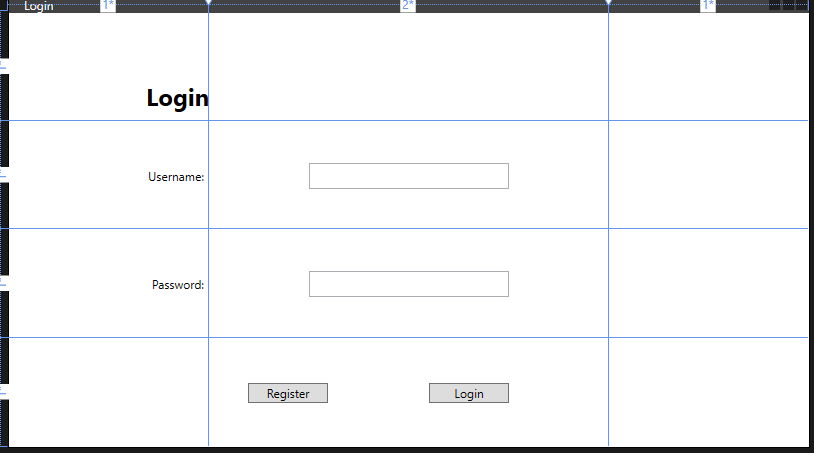 Login 1* 2* 1*
Login
Username:
Password:
Register Login